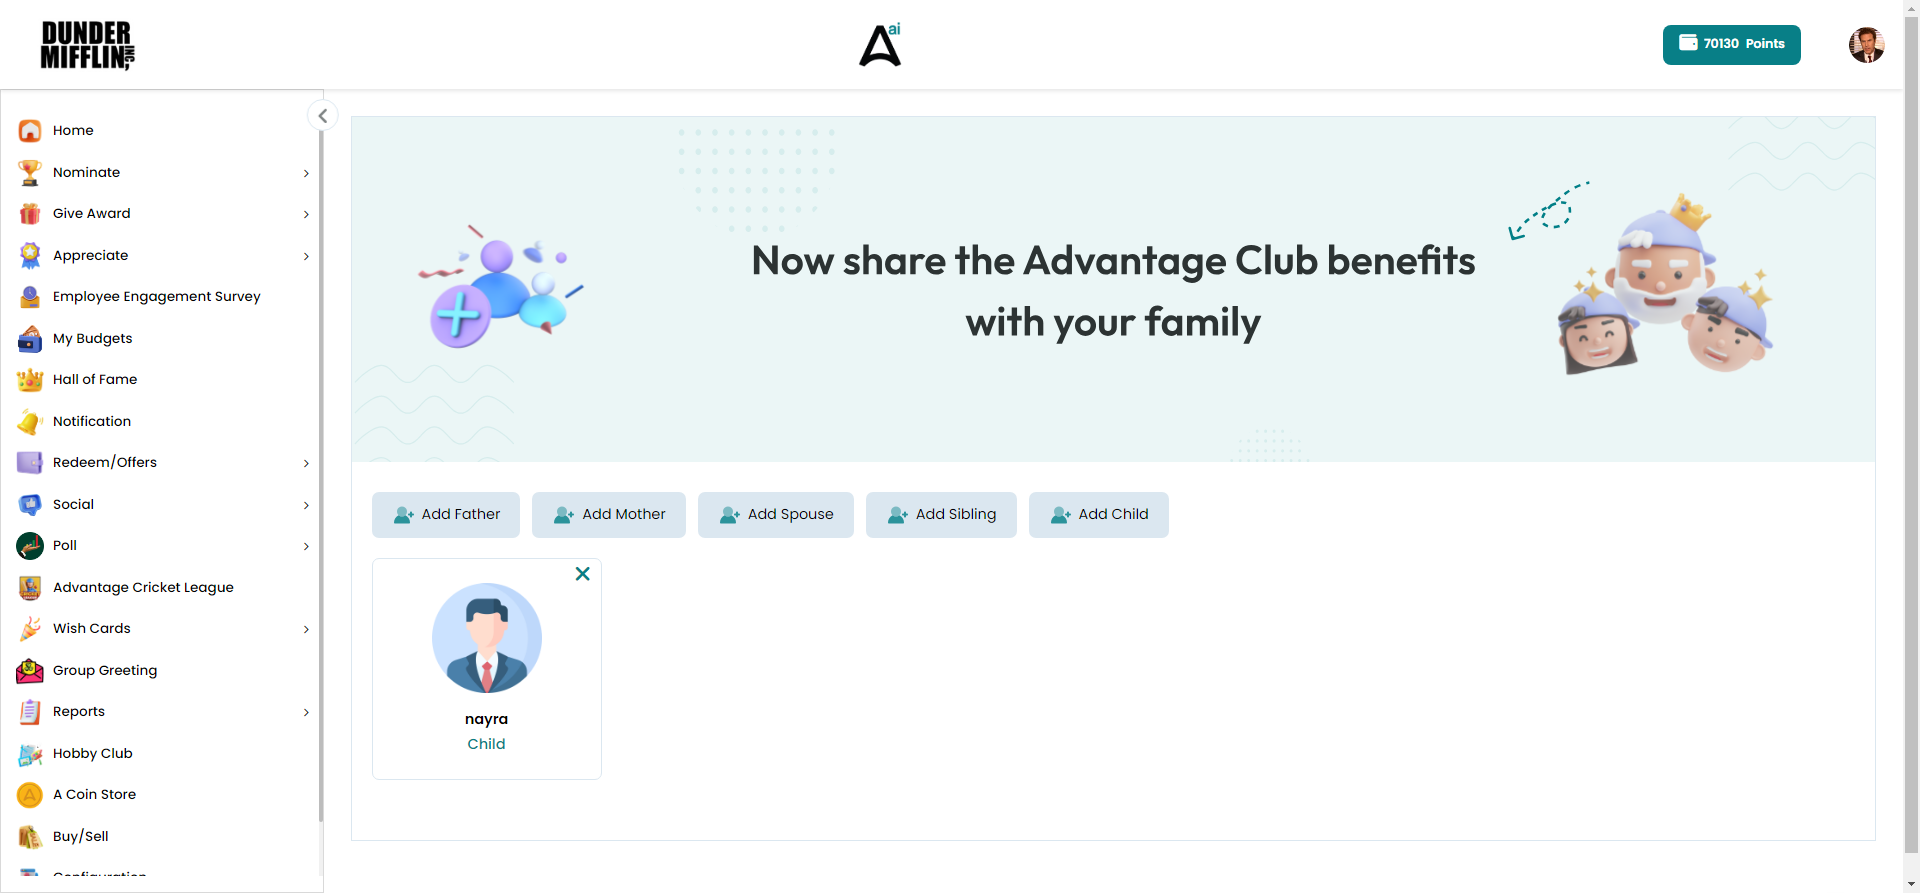 DUNDER
MIFFLIN, INC.
ai
70130 Points
Home
Nominate
Give Award
Appreciate
Employee Engagement Survey
My Budgets
Hall of Fame
Notification
Redeem/Offers
Social
Poll
Advantage Cricket League
Wish Cards
Group Greeting
Reports
Hobby Club
A Coin Store
Buy/Sell
Configuration
Now share the Advantage Club benefits
with your family
Add Father
Add Mother
Add Spouse
Add Sibling
Add Child
nayra
Child